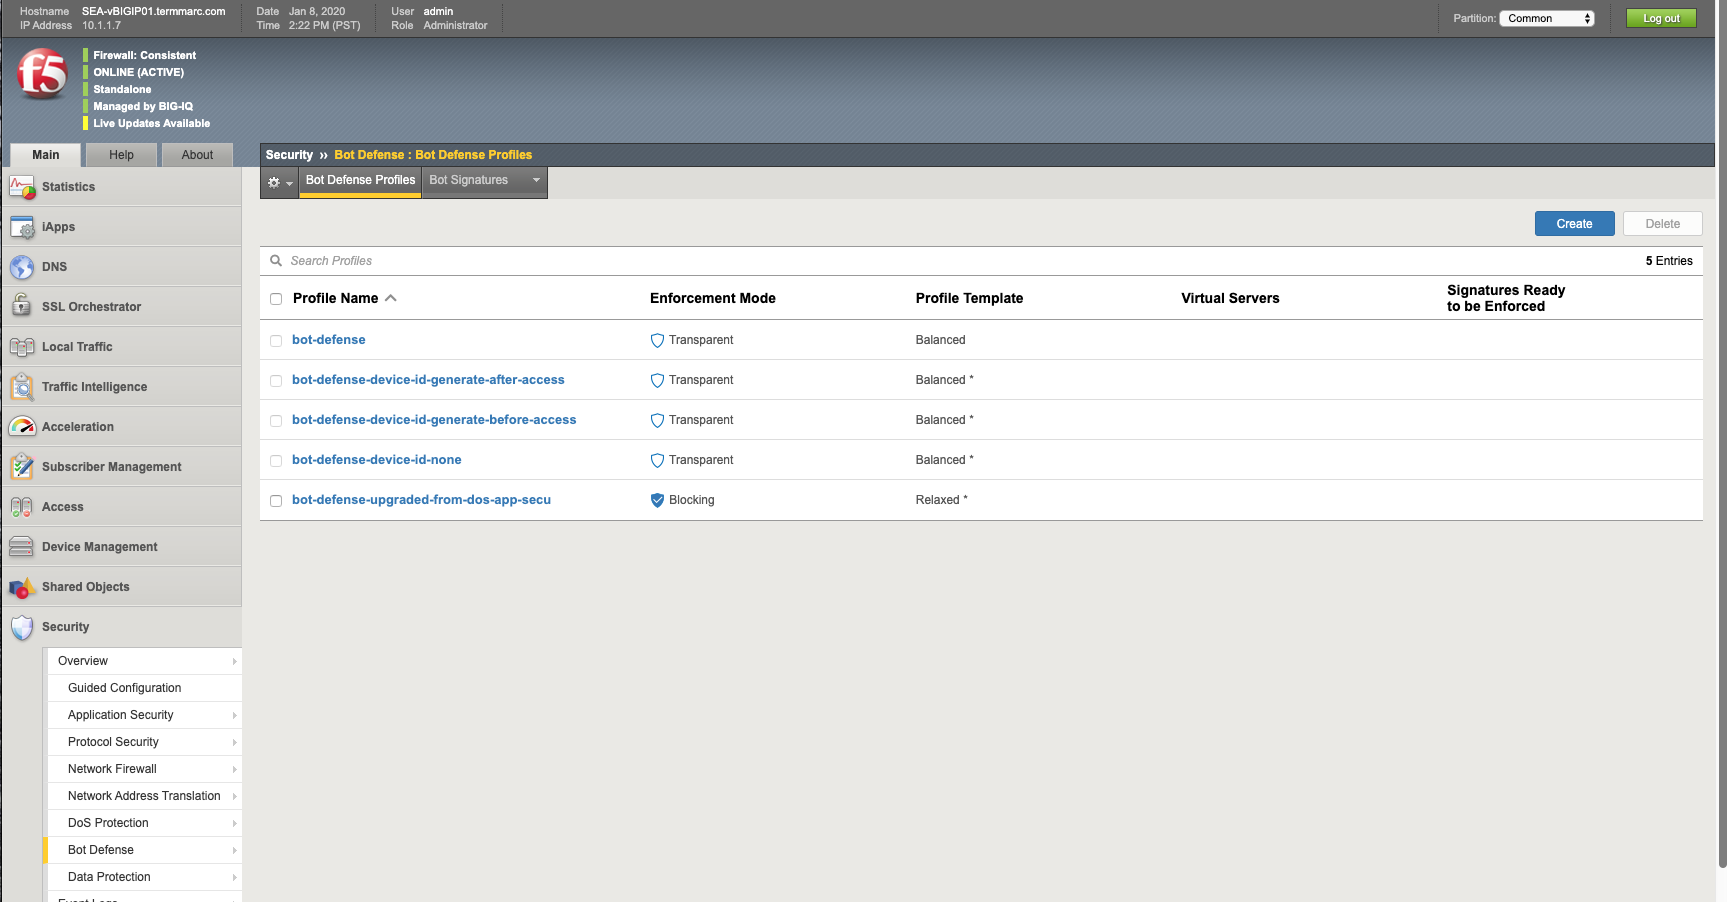 Hostname SEA-vBIGIP01.termmarc.com Date Jan 8, 2020 User admin
IP Address 10.1.1.7 Time 2:22 PM (PST) Role Administrator
Partition: Common Log out
f5
Firewall: Consistent
ONLINE (ACTIVE)
Standalone
Managed by BIG-IQ
Live Updates Available
Main Help About
Security ›› Bot Defense : Bot Defense Profiles
Bot Defense Profiles Bot Signatures
Statistics
iApps
DNS
SSL Orchestrator
Local Traffic
Traffic Intelligence
Acceleration
Subscriber Management
Access
Device Management
Shared Objects
Security
Overview
Guided Configuration
Application Security
Protocol Security
Network Firewall
Network Address Translation
DoS Protection
Bot Defense
Data Protection
Event Logs
Create Delete
Search Profiles 5 Entries
Profile Name Enforcement Mode Profile Template Virtual Servers Signatures Ready
to be Enforced
bot-defense Transparent Balanced
bot-defense-device-id-generate-after-access Transparent Balanced *
bot-defense-device-id-generate-before-access Transparent Balanced *
bot-defense-device-id-none Transparent Balanced *
bot-defense-upgraded-from-dos-app-secu Blocking Relaxed *